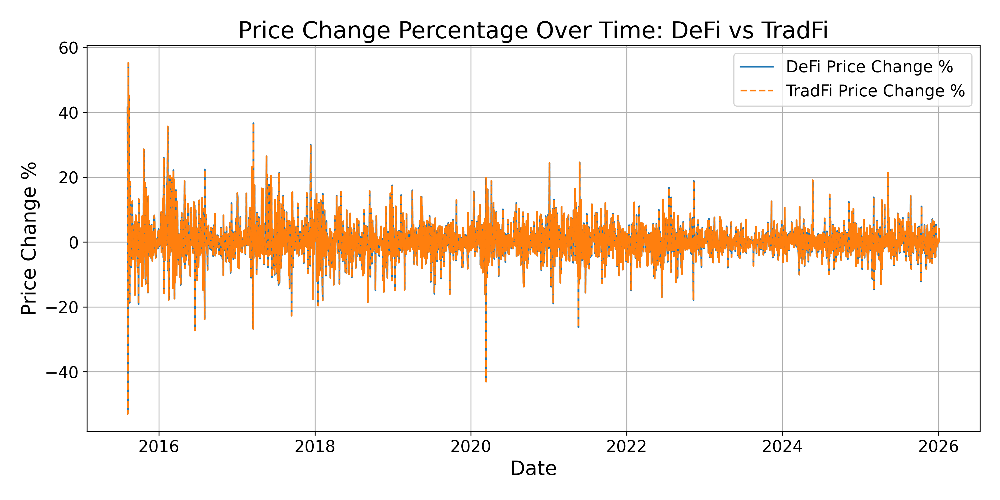 Price Change Percentage Over Time: DeFi vs TradFi
DeFi Price Change %
TradFi Price Change %
Price Change %
60
40
20
0
−20
−40
2016
2018
2020
2022
2024
2026
Date